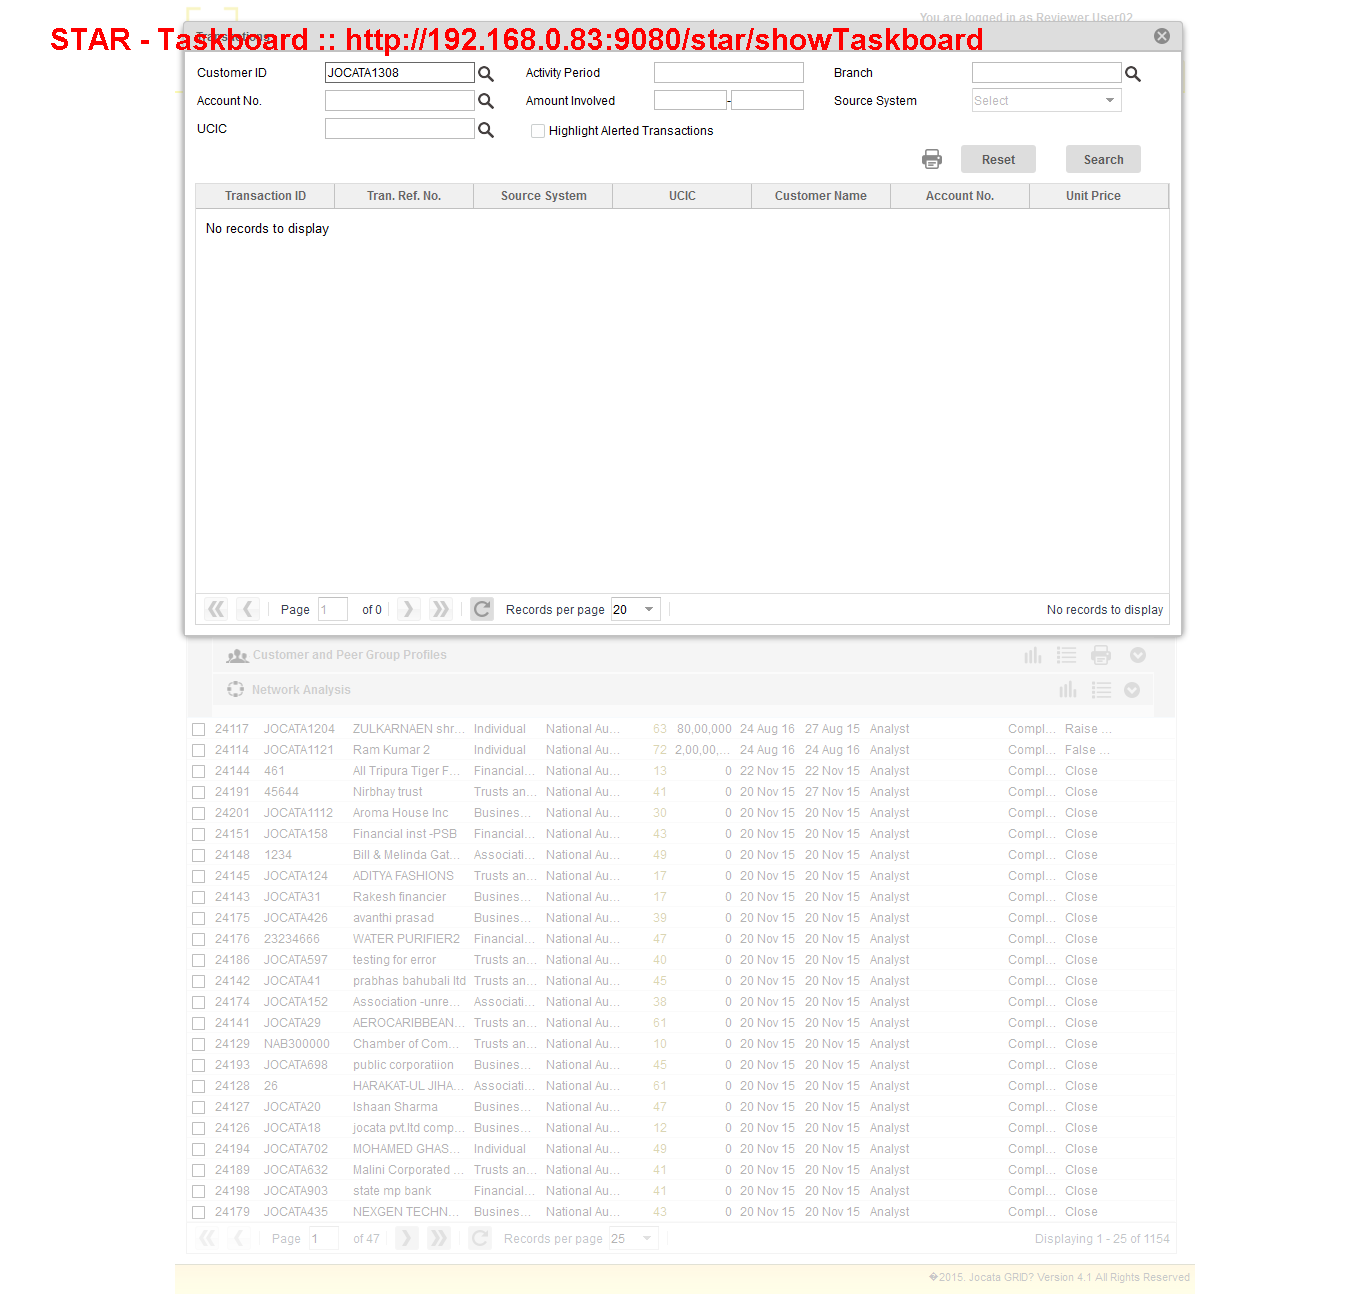 You are logged in as Reviewer User02
Transactions
STAR - Taskboard :: http://192.168.0.83:9080/star/showTaskboard
Customer ID JOCATA1308 Activity Period Branch
Account No. Amount Involved - Source System Select
UCIC Highlight Alerted Transactions
Reset Search
Transaction ID Tran. Ref. No. Source System UCIC Customer Name Account No. Unit Price
No records to display
Page 1 of 0 Records per page 20 No records to display
Customer and Peer Group Profiles
Network Analysis
24117 JOCATA1204 ZULKARNAEN shr... Individual National Au... 63 80,00,000 24 Aug 16 27 Aug 15 Analyst Compl... Raise ...
24114 JOCATA1121 Ram Kumar 2 Individual National Au... 72 2,00,00,... 24 Aug 16 24 Aug 16 Analyst Compl... False ...
24144 461 All Tripura Tiger F... Financial... National Au... 13 0 22 Nov 15 22 Nov 15 Analyst Compl... Close
24191 45644 Nirbhay trust Trusts an... National Au... 41 0 20 Nov 15 27 Nov 15 Analyst Compl... Close
24201 JOCATA1112 Aroma House Inc Busines... National Au... 30 0 20 Nov 15 20 Nov 15 Analyst Compl... Close
24151 JOCATA158 Financial inst -PSB Financial... National Au... 43 0 20 Nov 15 20 Nov 15 Analyst Compl... Close
24148 1234 Bill & Melinda Gat... Associati... National Au... 49 0 20 Nov 15 20 Nov 15 Analyst Compl... Close
24145 JOCATA124 ADITYA FASHIONS Trusts an... National Au... 17 0 20 Nov 15 20 Nov 15 Analyst Compl... Close
24143 JOCATA31 Rakesh financier Busines... National Au... 17 0 20 Nov 15 20 Nov 15 Analyst Compl... Close
24175 JOCATA426 avanthi prasad Busines... National Au... 39 0 20 Nov 15 20 Nov 15 Analyst Compl... Close
24176 23234666 WATER PURIFIER2 Financial... National Au... 47 0 20 Nov 15 20 Nov 15 Analyst Compl... Close
24186 JOCATA597 testing for error Trusts an... National Au... 40 0 20 Nov 15 20 Nov 15 Analyst Compl... Close
24142 JOCATA41 prabhas bahubali ltd Trusts an... National Au... 45 0 20 Nov 15 20 Nov 15 Analyst Compl... Close
24174 JOCATA152 Association -unre... Associati... National Au... 38 0 20 Nov 15 20 Nov 15 Analyst Compl... Close
24141 JOCATA29 AEROCARIBBEAN... Trusts an... National Au... 61 0 20 Nov 15 20 Nov 15 Analyst Compl... Close
24129 NAB300000 Chamber of Com... Trusts an... National Au... 10 0 20 Nov 15 20 Nov 15 Analyst Compl... Close
24193 JOCATA698 public corporatiion Busines... National Au... 45 0 20 Nov 15 20 Nov 15 Analyst Compl... Close
24128 26 HARAKAT-UL JIHA... Associati... National Au... 61 0 20 Nov 15 20 Nov 15 Analyst Compl... Close
24127 JOCATA20 Ishaan Sharma Busines... National Au... 47 0 20 Nov 15 20 Nov 15 Analyst Compl... Close
24126 JOCATA18 jocata pvt.ltd comp... Busines... National Au... 12 0 20 Nov 15 20 Nov 15 Analyst Compl... Close
24194 JOCATA702 MOHAMED GHAS... Individual National Au... 49 0 20 Nov 15 20 Nov 15 Analyst Compl... Close
24189 JOCATA632 Malini Corporated ... Trusts an... National Au... 41 0 20 Nov 15 20 Nov 15 Analyst Compl... Close
24198 JOCATA903 state mp bank Financial... National Au... 41 0 20 Nov 15 20 Nov 15 Analyst Compl... Close
24179 JOCATA435 NEXGEN TECHN... Busines... National Au... 43 0 20 Nov 15 20 Nov 15 Analyst Compl... Close
Page 1 of 47 Records per page 25 Displaying 1 - 25 of 1154
�2015. Jocata GRID? Version 4.1 All Rights Reserved